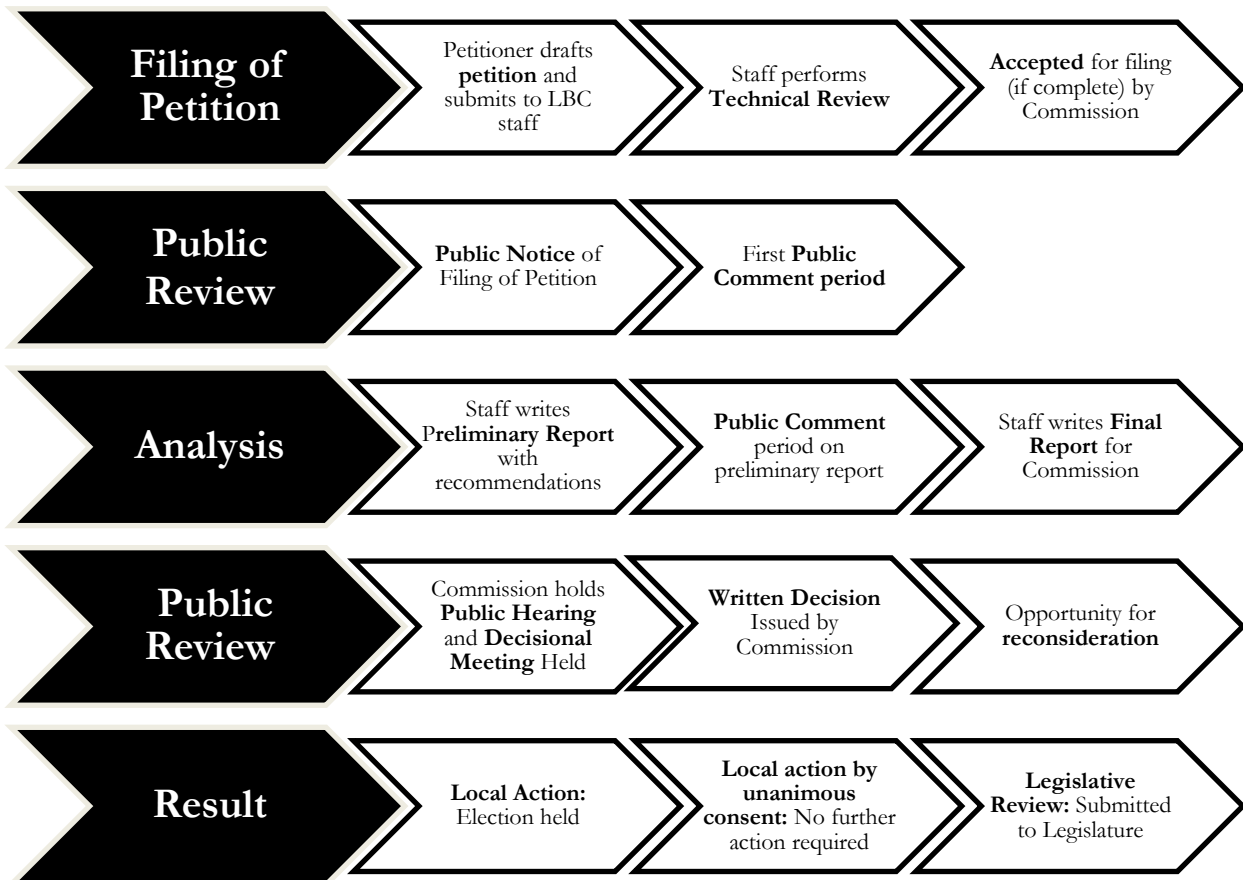 Filing of
Petition
Petitioner drafts
petition and
submits to LBC
staff
Staff performs
Technical Review
Accepted for filing
(if complete) by
Commission
Public
Review
Public Notice of
Filing of Petition
First Public
Comment period
Analysis
Staff writes
Preliminary Report
with
recommendations
Public Comment
period on
preliminary report
Staff writes Final
Report for
Commission
Public
Review
Commission holds
Public Hearing
and Decisional
Meeting Held
Written Decision
Issued by
Commission
Opportunity for
reconsideration
Result
Local Action:
Election held
Local action by
unanimous
consent: No further
action required
Legislative
Review: Submitted
to Legislature